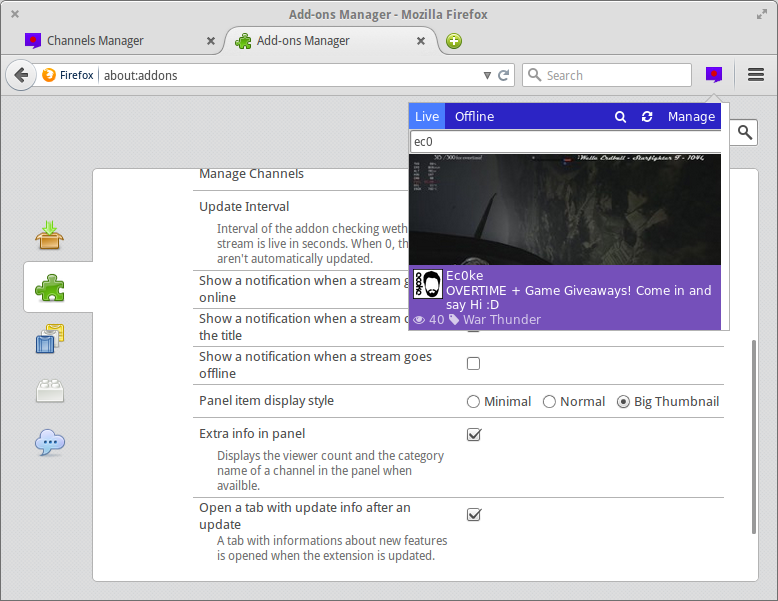 Add-ons Manager - Mozilla Firefox
Channels Manager
Add-ons Manager
Firefox
about:addons
Search
Live
Offline
Manage
ec0
Ec0ke
OVERTIME + Game Giveaways! Come in and
say Hi :D
40
War Thunder
Manage Channels
Update Interval
Interval of the addon checking weth
stream is live in seconds. When 0, th
aren't automatically updated.
Show a notification when a stream g
online
Show a notification when a stream c
the title
Show a notification when a stream goes
offline
Panel item display style
Minimal
Normal
Big Thumbnail
Extra info in panel
Displays the viewer count and the category
name of a channel in the panel when
availble.
Open a tab with update info after an
update
A tab with informations about new features
is opened when the extension is updated.